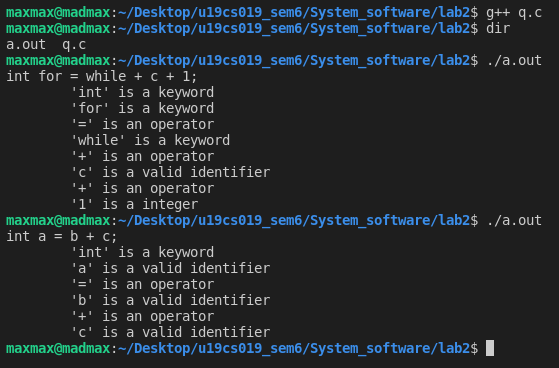 maxmax@madmax:~/Desktop/u19cs019_sem6/System_software/lab2$ g++ q.c
maxmax@madmax:~/Desktop/u19cs019_sem6/System_software/lab2$ dir
a.out  q.c
maxmax@madmax:~/Desktop/u19cs019_sem6/System_software/lab2$ ./a.out
int for = while + c + 1;
        'int' is a keyword
        'for' is a keyword
        '=' is an operator
        'while' is a keyword
        '+' is an operator
        'c' is a valid identifier
        '+' is an operator
        '1' is a integer
maxmax@madmax:~/Desktop/u19cs019_sem6/System_software/lab2$ ./a.out
int a = b + c;
        'int' is a keyword
        'a' is a valid identifier
        '=' is an operator
        'b' is a valid identifier
        '+' is an operator
        'c' is a valid identifier
maxmax@madmax:~/Desktop/u19cs019_sem6/System_software/lab2$